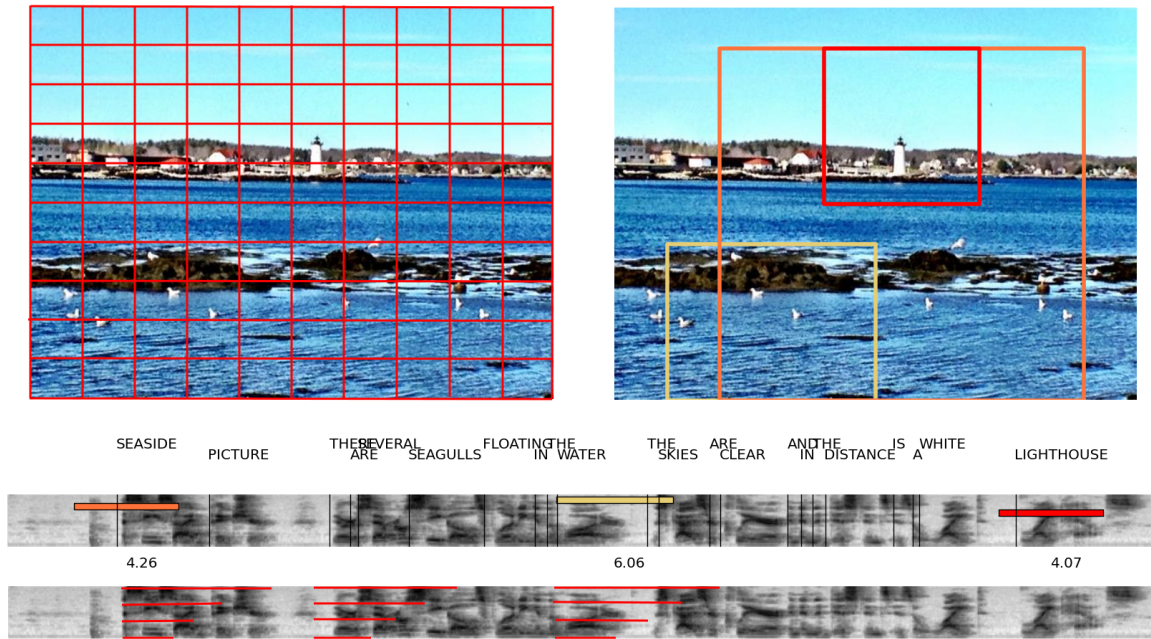 SEASIDE THERE SEVERAL FLOATING THE THE ARE AND THE IS WHITE
PICTURE ARE SEAGULLS IN WATER SKIES CLEAR IN DISTANCE A LIGHTHOUSE
4.26 6.06 4.07